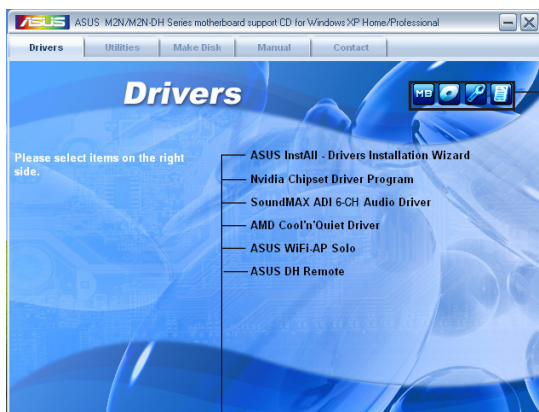 ASUS ASUS M2N/M2N-DH Series motherboard support CD for Windows XP Home/Professional
Drivers Utilities Make Disk Manual Contact
Drivers
MB
Please select items on the right
side.
ASUS InstAll - Drivers Installation Wizard
Nvidia Chipset Driver Program
SoundMAX ADI 6-CH Audio Driver
AMD Cool'n'Quiet Driver
ASUS WiFi-AP Solo
ASUS DH Remote